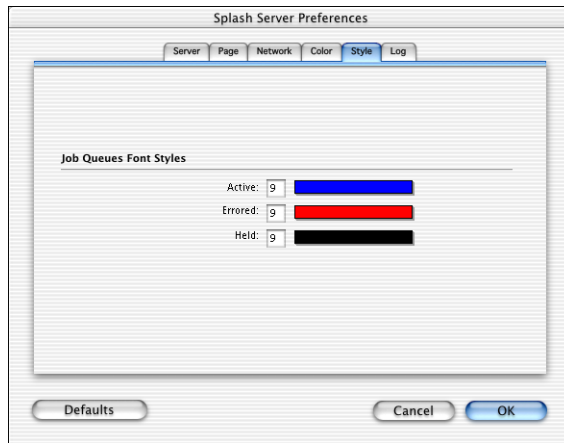 Splash Server Preferences
Server Page Network Color Style Log
Job Queues Font Styles
Active: 9
Errored: 9
Held: 9
Defaults Cancel OK